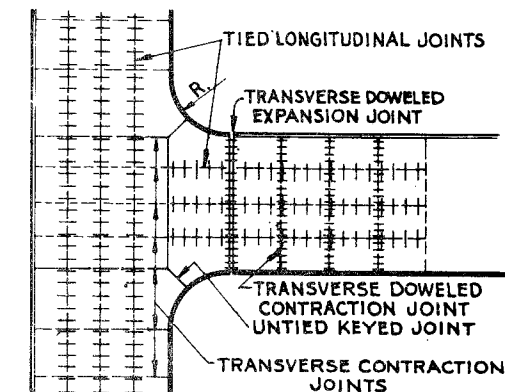 TIED LONGITUDINAL JOINTS
R.
TRANSVERSE DOWELED
EXPANSION JOINT
TRANSVERSE DOWELED
CONTRACTION JOINT
UNTIED KEYED JOINT
TRANSVERSE CONTRACTION
JOINTS